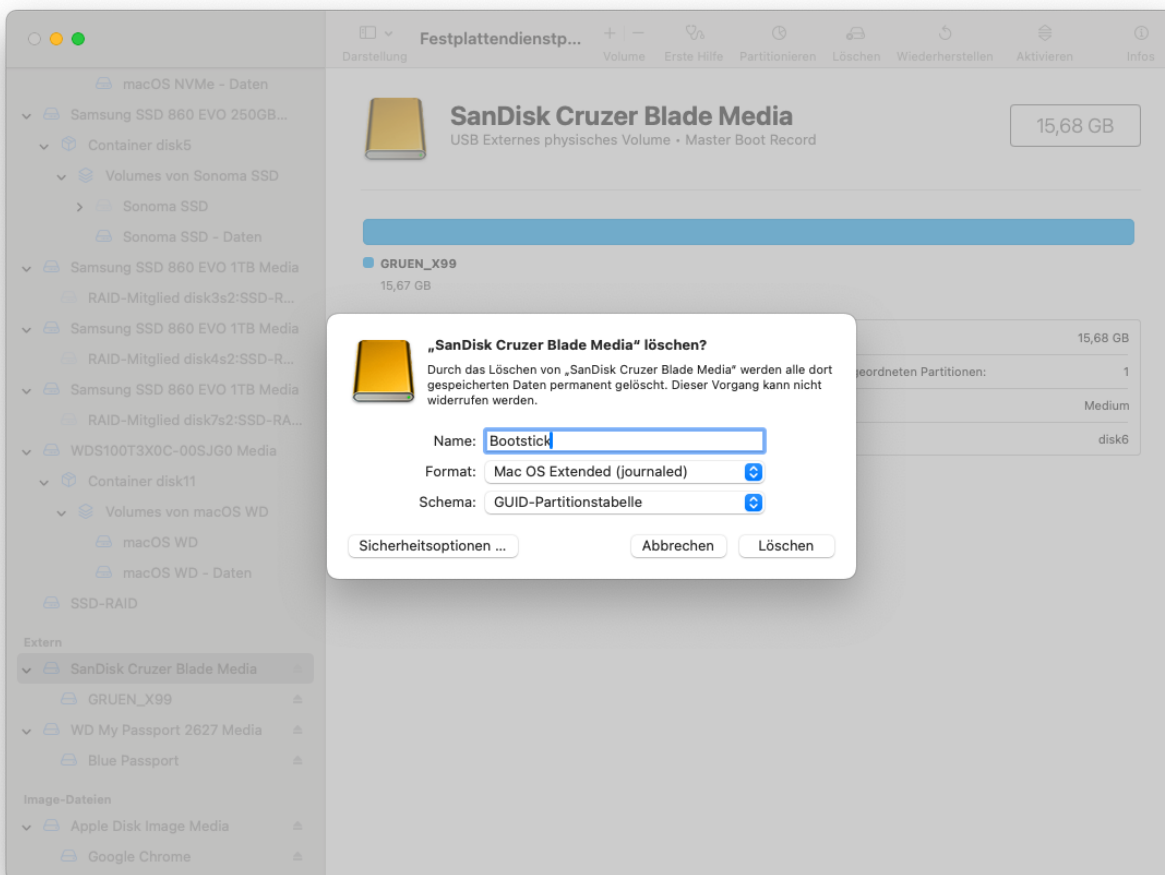 Festplattendienstp...
Darstellung
Volume
Erste Hilfe
Partitionieren
Löschen
Wiederherstellen
Aktivieren
Infos
macOS NVMe - Daten
Samsung SSD 860 EVO 250GB...
Container disk5
Volumes von Sonoma SSD
Sonoma SSD
Sonoma SSD - Daten
Samsung SSD 860 EVO 1TB Media
RAID-Mitglied disk3s2:SSD-R...
Samsung SSD 860 EVO 1TB Media
RAID-Mitglied disk4s2:SSD-R...
Samsung SSD 860 EVO 1TB Media
RAID-Mitglied disk7s2:SSD-RA...
WDS100T3X0C-00SJG0 Media
Container disk11
Volumes von macOS WD
macOS WD
macOS WD - Daten
SSD-RAID
Extern
SanDisk Cruzer Blade Media
GRUEN_X99
WD My Passport 2627 Media
Blue Passport
Image-Dateien
Apple Disk Image Media
Google Chrome
SanDisk Cruzer Blade Media
USB Externes physisches Volume • Master Boot Record
15,68 GB
GRUEN_X99
15,67 GB
15,68 GB
geordneten Partitionen:
1
Medium
disk6
„SanDisk Cruzer Blade Media“ löschen?
Durch das Löschen von „SanDisk Cruzer Blade Media“ werden alle dort
gespeicherten Daten permanent gelöscht. Dieser Vorgang kann nicht
widerrufen werden.
Name: Bootstick
Format: Mac OS Extended (journaled)
Schema: GUID-Partitionstabelle
Sicherheitsoptionen ...
Abbrechen
Löschen